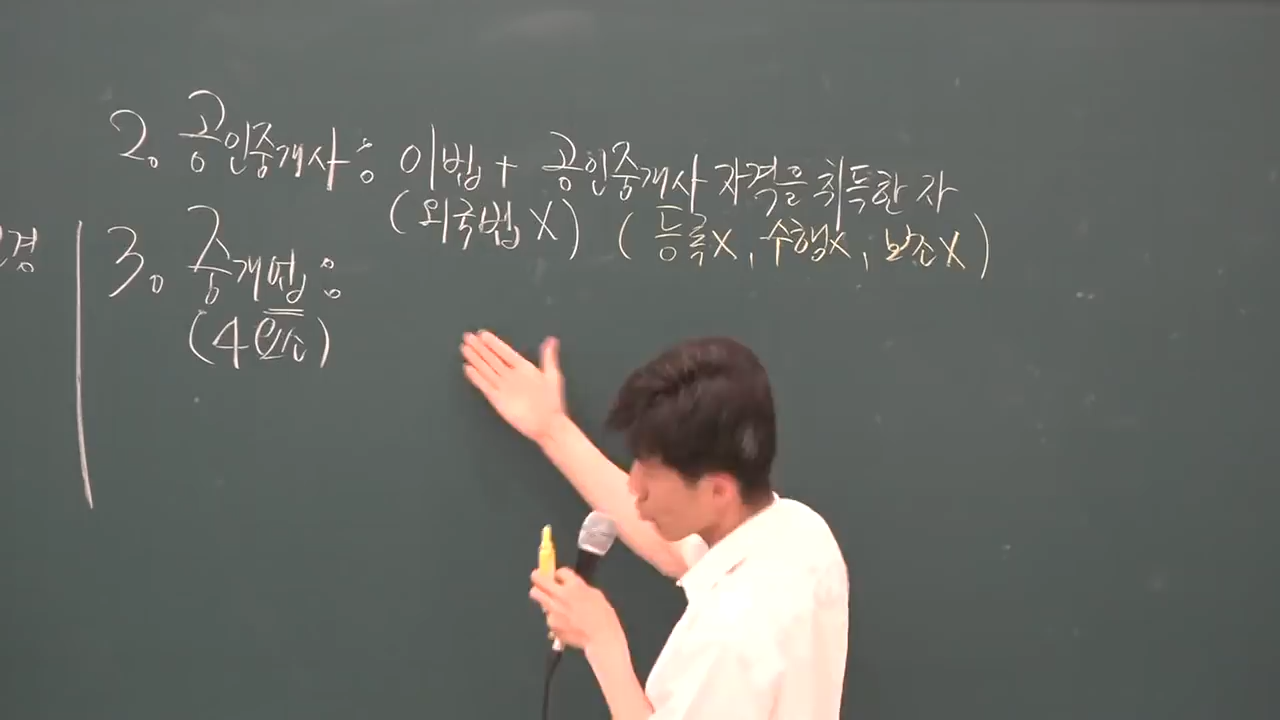 2. 공인중개사 : 이법 + 공인중개사 자격을 취득한 자
(외국법 X) (등록X, 수행X, 보조X)
경
3. 중개업 :
(4요소)